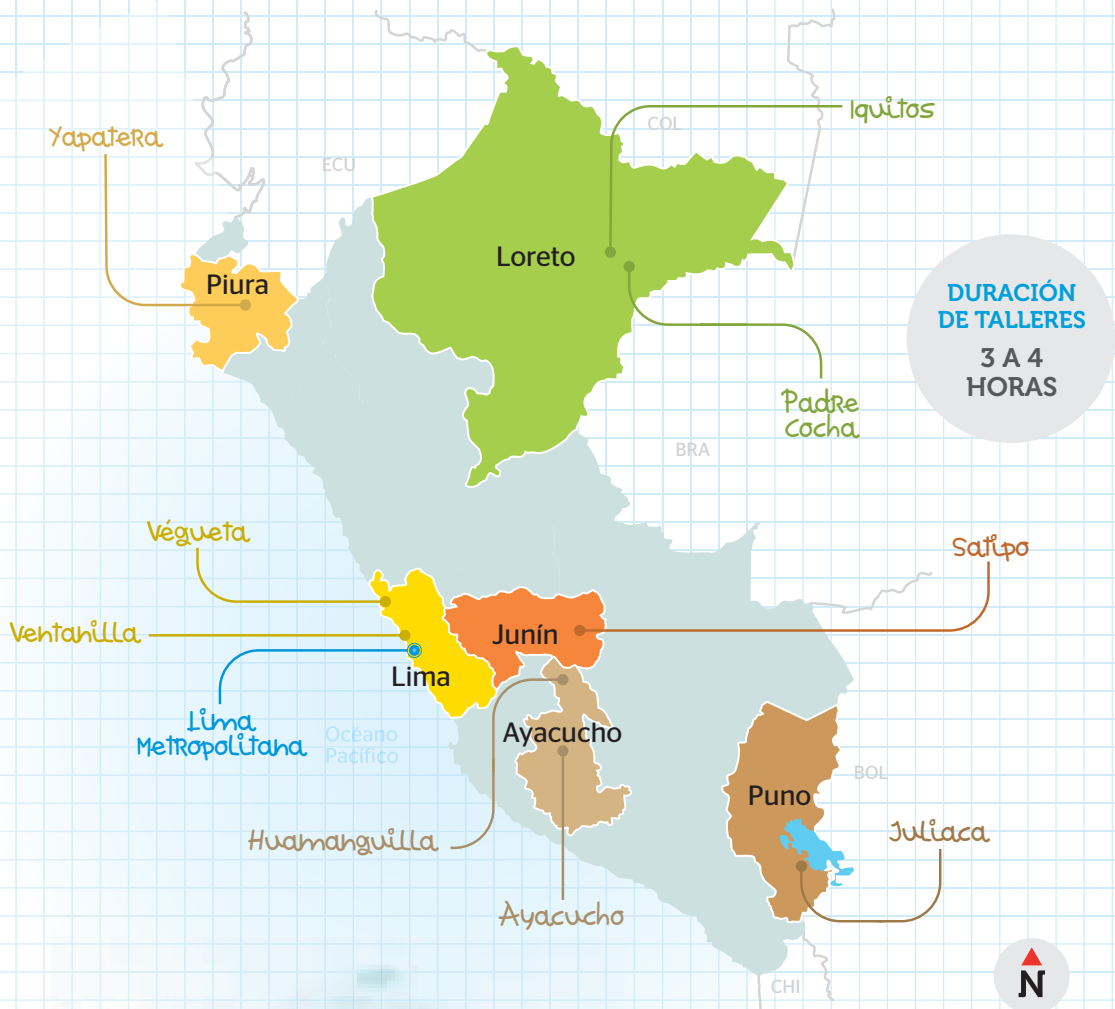 Iquitos
COL
Yapatera
ECU
Loreto
Piura
DURACIÓN
DE TALLERES
3 A 4
HORAS
Padre
Cocha
BRA
Végueta
Satipo
Ventanilla
Junín
Lima
Lima
Metropolitana
Océano
Pacífico
Ayacucho
BOL
Puno
Huamanguilla
Juliaca
Ayacucho
N
CHI